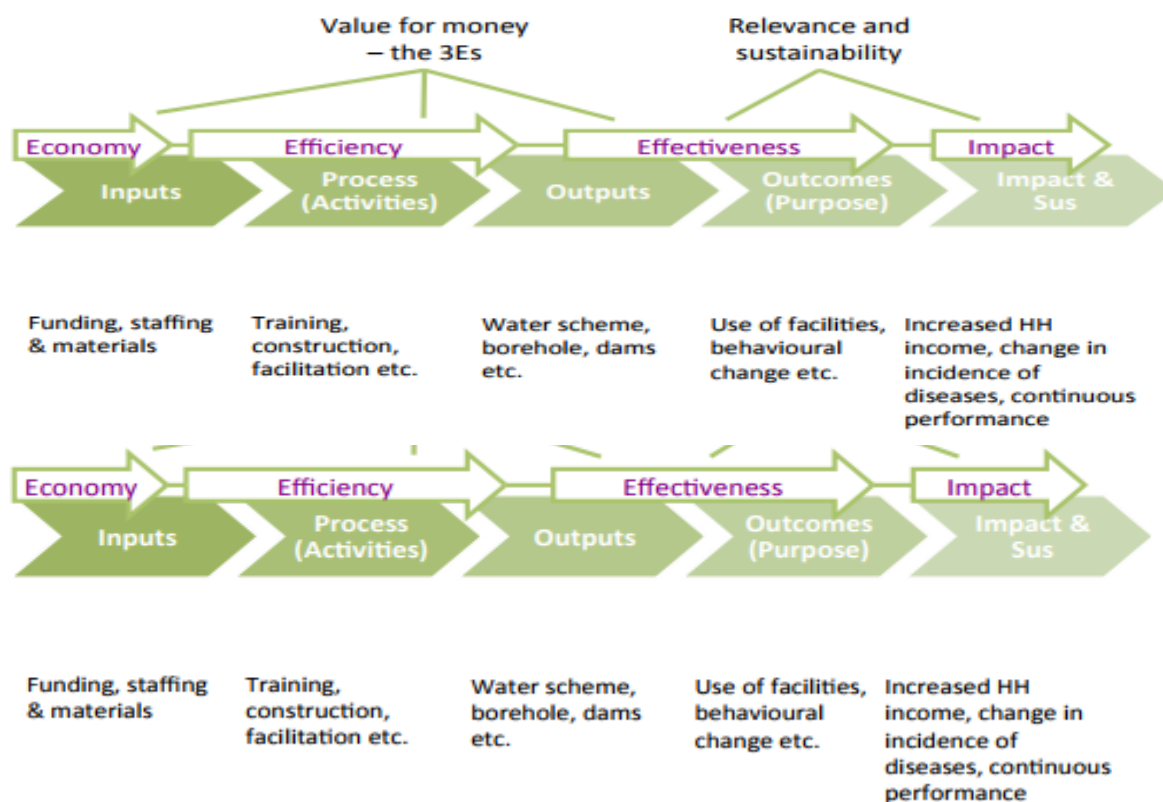 Value for money
– the 3Es
Relevance and
sustainability
Economy
Efficiency
Effectiveness
Impact
Inputs
Process
(Activities)
Outputs
Outcomes
(Purpose)
Impact &
Sus
Funding, staffing
& materials
Training,
construction,
facilitation etc.
Water scheme,
borehole, dams
etc.
Use of facilities,
behavioural
change etc.
Increased HH
income, change in
incidence of
diseases, continuous
performance
Economy
Efficiency
Effectiveness
Impact
Inputs
Process
(Activities)
Outputs
Outcomes
(Purpose)
Impact &
Sus
Funding, staffing
& materials
Training,
construction,
facilitation etc.
Water scheme,
borehole, dams
etc.
Use of facilities,
behavioural
change etc.
Increased HH
income, change in
incidence of
diseases, continuous
performance